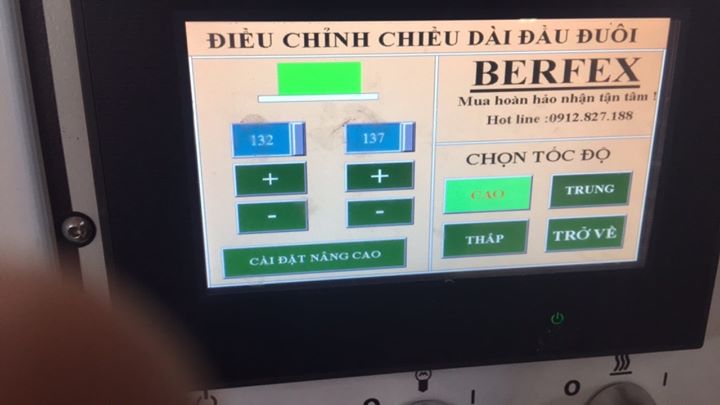 ĐIỀU CHỈNH CHIỀU DÀI ĐẦU ĐUÔI
132
137
+
+
-
-
CÀI ĐẶT NÂNG CAO
BERFEX
Mua hoàn hảo nhận tận tâm !
Hot line :0912.827.188
CHỌN TỐC ĐỘ
CAO
TRUNG
THẤP
TRỞ VỀ
O
I
O
I